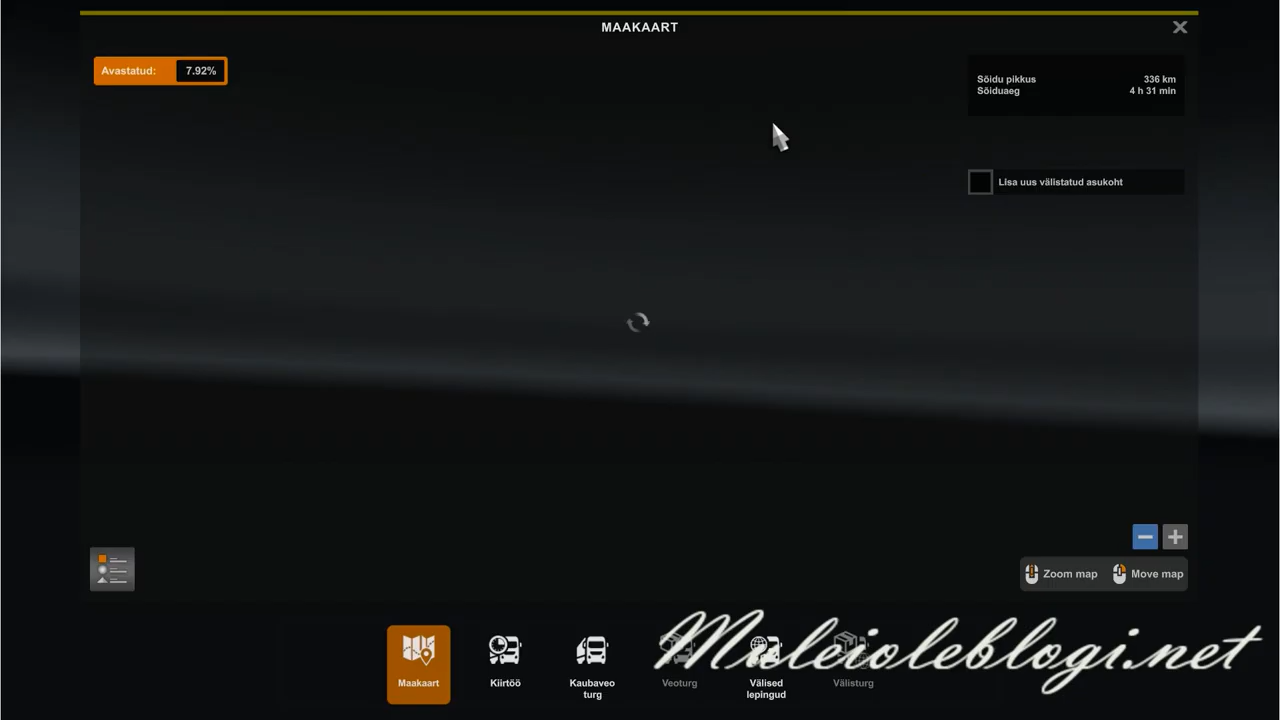 MAAKAART
Avastatud: 7.92%
Sõidu pikkus 336 km
Sõiduaeg 4 h 31 min
Lisa uus välistatud asukoht
Zoom map Move map
Muleioleblogi.net
Maakaart
Kiirtöö
Kaubaveo
turg
Veoturg
Välised
lepingud
Välisturg